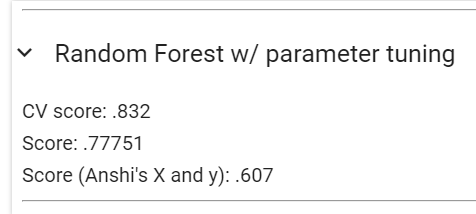 Random Forest w/ parameter tuning
CV score: .832
Score: .77751
Score (Anshi's X and y): .607